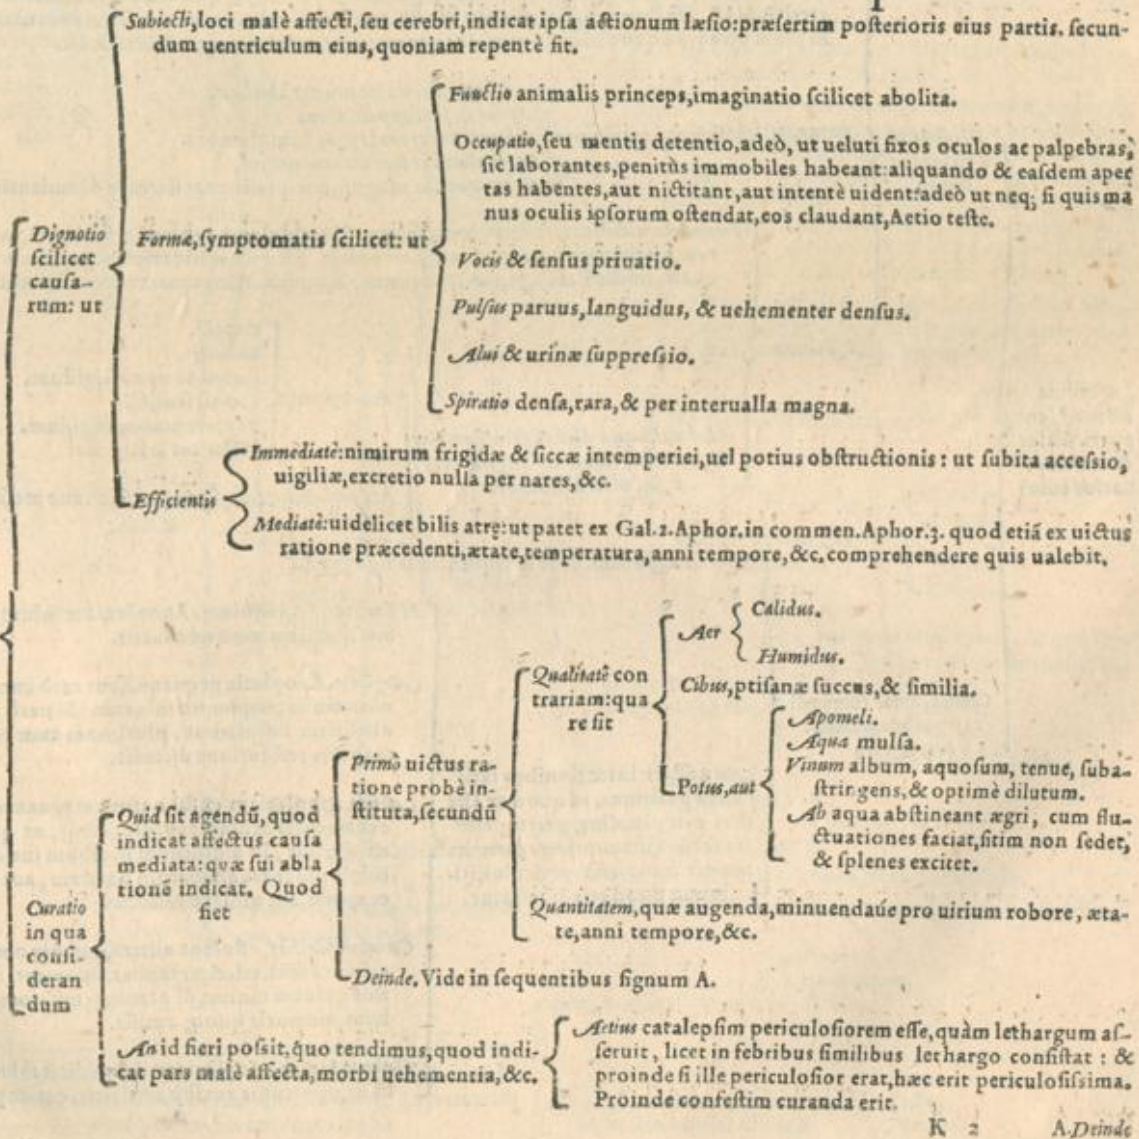 Subiecti, loci malè affecti, seu cerebri, indicat ipsa actionum læsio: præsertim posterioris eius partis. secun-
dum uentriculum eius, quoniam repentè fit.
Functio animalis princeps, imaginatio scilicet abolita.
Occupatio, seu mentis detentio, adeò, ut ueluti fixos oculos ac palpebras,
sic laborantes, penitùs immobiles habeant: aliquando & easdem aper
tas habentes, aut nictitant, aut intentè uident: adeò ut neq; si quis ma
nus oculis ipsorum ostendat, eos claudant, Aetio teste.
Dignotio
scilicet
causa-
rum: ut
Formæ, symptomatis scilicet: ut
Vocis & sensus priuatio.
Pulsus paruus, languidus, & uehementer densus.
Alui & urinæ suppressio.
Spiratio densa, rara, & per interualla magna.
Efficientis
Immediatè: nimirum frigidæ & siccæ intemperiei, uel potius obstructionis: ut subita accessio,
uigiliæ, excretio nulla per nares, &c.
Mediatè: uidelicet bilis atrę: ut patet ex Gal. 2. Aphor. in commen. Aphor. 3. quod etiã ex uictus
ratione præcedenti, ætate, temperatura, anni tempore, &c. comprehendere quis ualebit.
Curatio
in qua
consi-
deran
dum
Quid sit agendũ, quod
indicat affectus causa
mediata: quæ sui abla
tionẽ indicat. Quod
fiet
Primò uictus ra-
tione probè in-
stituta, secundũ
Qualitatẽ con
trariam: qua
re sit
Aer
Calidus.
Humidus.
Cibus, ptisanæ succus, & similia.
Potus, aut
Apomeli.
Aqua mulsa.
Vinum album, aquosum, tenue, suba-
stringens, & optimè dilutum.
Ab aqua abstineant ægri, cum flu-
ctuationes faciat, sitim non sedet,
& splenes excitet.
Quantitatem, quæ augenda, minuendaúe pro uirium robore, æta-
te, anni tempore, &c.
Deinde. Vide in sequentibus signum A.
An id fieri possit, quo tendimus, quod indi-
cat pars malè affecta, morbi uehementia, &c.
Aetius catalepsim periculosiorem esse, quàm lethargum as-
seruit, licet in febribus similibus lethargo consistat: &
proinde si ille periculosior erat, hæc erit periculosissima.
Proinde confestim curanda erit.
K 2 A. Deinde